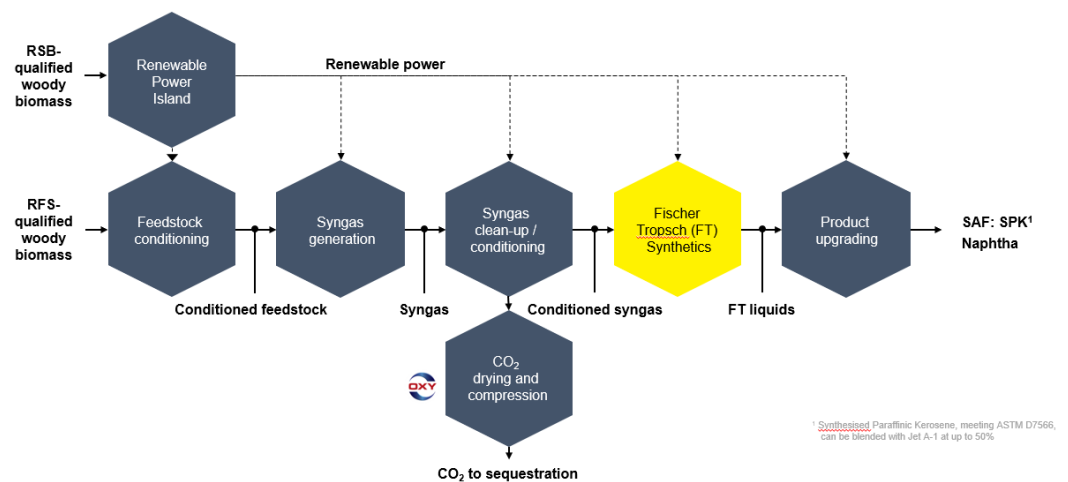 RSB-
qualified
woody
biomass
Renewable
Power
Island
Renewable power
RFS-
qualified
woody
biomass
Feedstock
conditioning
Syngas
generation
Syngas
clean-up /
conditioning
Fischer
Tropsch (FT)
Synthetics
Product
upgrading
SAF: SPK¹
Naphtha
Conditioned feedstock
Syngas
Conditioned syngas
FT liquids
OXY
CO₂
drying and
compression
¹ Synthesised Paraffinic Kerosene, meeting ASTM D7566,
can be blended with Jet A-1 at up to 50%
CO₂ to sequestration